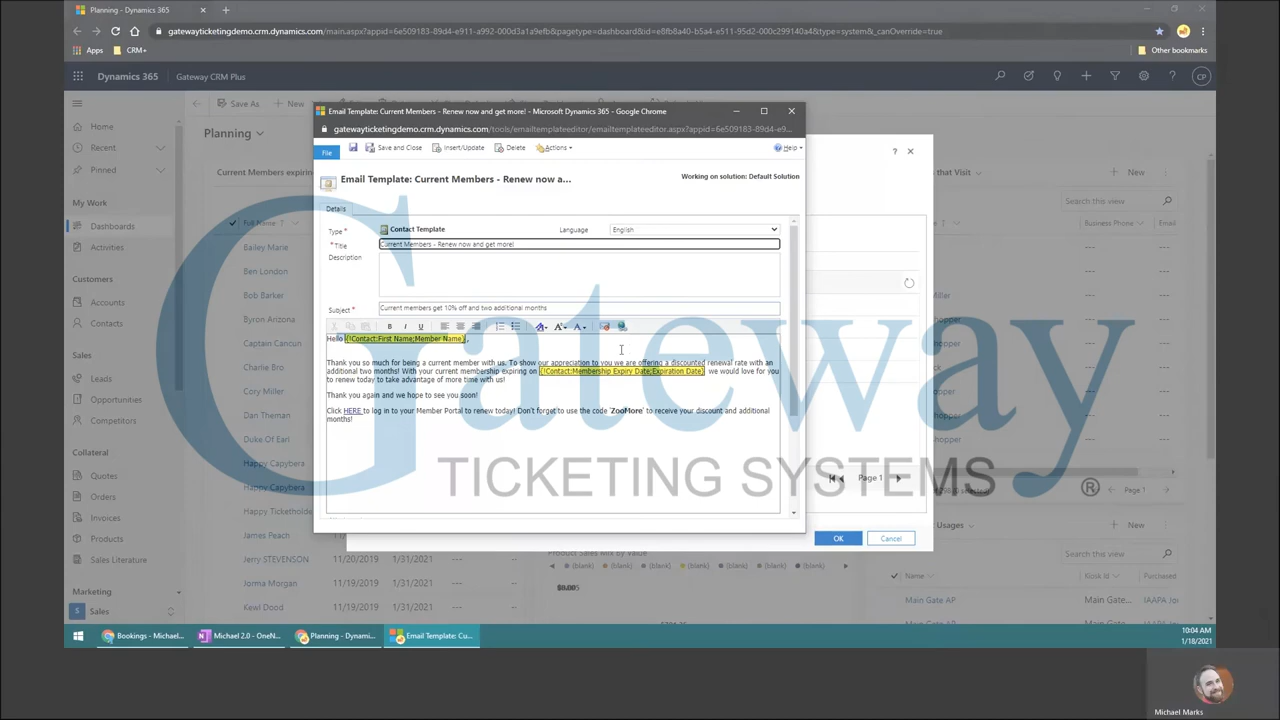 Planning - Dynamics 365
gatewayticketingdemo.crm.dynamics.com/main.aspx?appid=6e509183-89d4-e911-a992-000d3a1a9efb&pagetype=dashboard&id=e8fb8a40-b5a4-e511-95d2-000c299140a4&type=system&_canOverride=true
Apps CRM+ Other bookmarks
Dynamics 365 Gateway CRM Plus CP
Save As New
Home
Recent
Pinned
My Work
Dashboards
Activities
Customers
Accounts
Contacts
Sales
Leads
Opportunities
Competitors
Collateral
Quotes
Orders
Invoices
Products
Sales Literature
Marketing
S Sales
Planning
Current Members expirin
Full Name
Bailey Marie
Ben London
Bob Barker
Byron Arizona
Captain Cancun
Charlie Bro
Cory Miller
Dan Theman
Duke Of Earl
Happy Capybera
Happy Capybera
Happy Ticketholde
James Peach
Jerry STEVENSON 11/20/2019 1/31/2021 ---
Jorma Morgan 11/19/2019 1/31/2021 ---
Kewl Dood 11/19/2019 1/31/2021 ---
Email Template: Current Members - Renew now and get more! - Microsoft Dynamics 365 - Google Chrome
gatewayticketingdemo.crm.dynamics.com/tools/emailtemplateeditor/emailtemplateeditor.aspx?appid=6e509183-89d4-e9...
File Save and Close Insert/Update Delete Actions Help
Email Template: Current Members - Renew now a...
Working on solution: Default Solution
Details
Type * Contact Template Language English
* Title Current Members - Renew now and get more!
Description
Subject * Current members get 10% off and two additional months
B I U
Hello {!Contact:First Name;Member Name},
Thank you so much for being a current member with us. To show our appreciation to you we are offering a discounted renewal rate with an
additional two months! With your current membership expiring on {!Contact:Membership Expiry Date;Expiration Date} we would love for you
to renew today to take advantage of more time with us!
Thank you again and we hope to see you soon!
Click HERE to log in to your Member Portal to renew today! Don't forget to use the code 'ZooMore' to receive your discount and additional
months!
Gateway
TICKETING SYSTEMS ®
Page 1
OK Cancel
that Visit New
Search this view
Business Phone Email
Page 1
Usages New
Search this view
Name Kiosk Id Purchased
Main Gate AP Main Gate... IAAPA Jo
Product Sales Mix by Value
(blank) (blank) (blank) (blank) (blank) (blank)
Bookings - Michael... Michael 2.0 - OneN... Planning - Dynami... Email Template: Cu...
10:04 AM
1/18/2021
Michael Marks